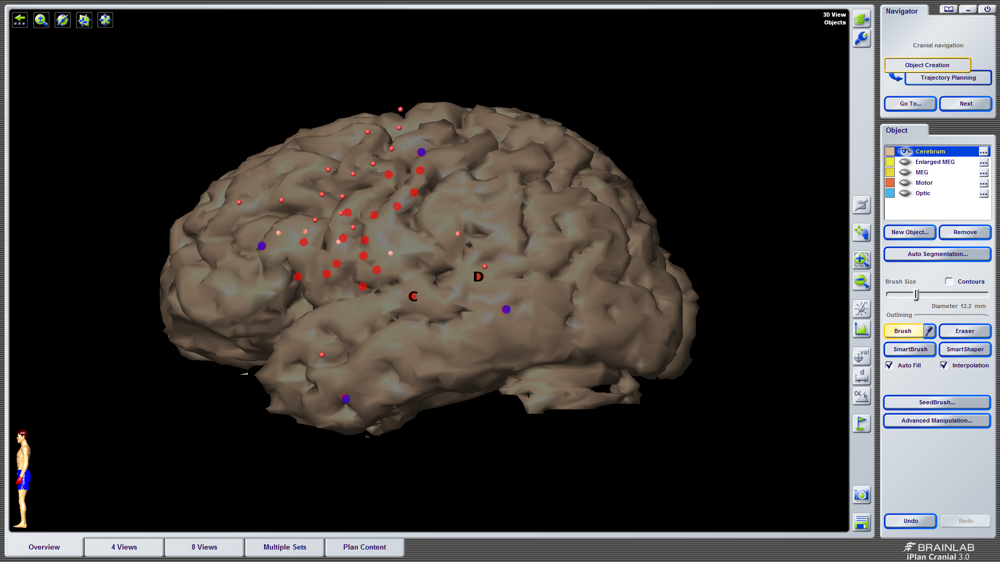 3D View
Objects
C
D
Navigator
Cranial navigation
Object Creation
Trajectory Planning
Go To...
Next
Object
Cerebrum
Enlarged MEG
MEG
Motor
Optic
New Object...
Remove
Auto Segmentation...
Brush Size
Contours
Diameter 12.2 mm
Outlining
Brush
Eraser
SmartBrush
SmartShaper
Auto Fill
Interpolation
SeedBrush...
Advanced Manipulation...
Undo
Redo
val
d
α
Overview
4 Views
8 Views
Multiple Sets
Plan Content
BRAINLAB
iPlan Cranial 3.0